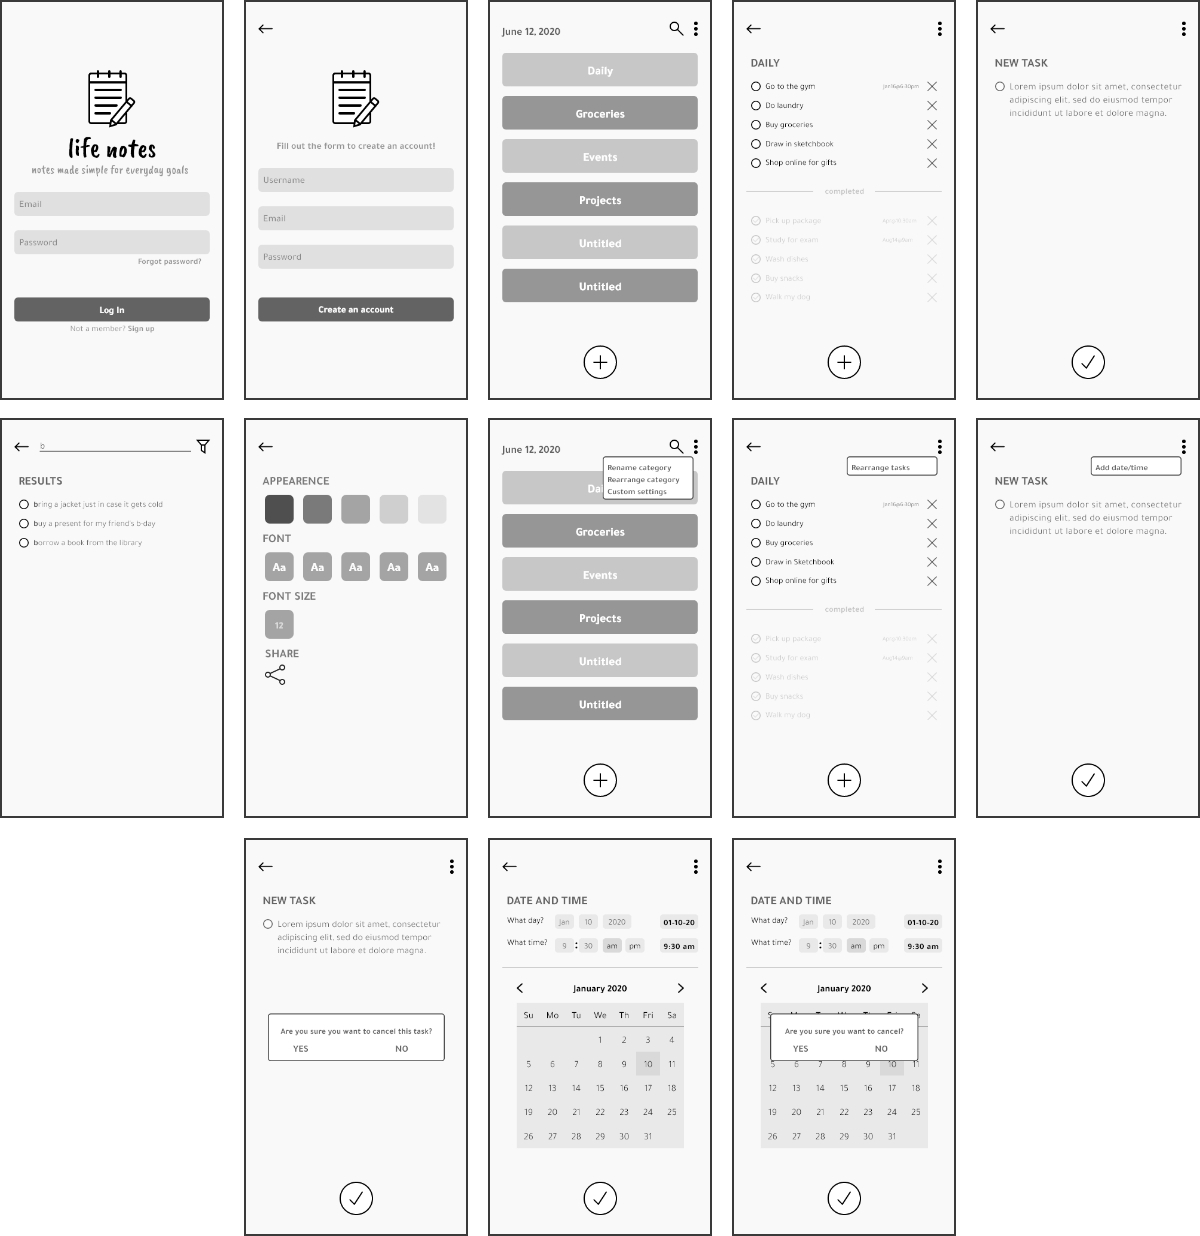 life notes
notes made simple for everyday goals
Email
Password
Forgot password?
Log In
Not a member? Sign up
Fill out the form to create an account!
Username
Email
Password
Create an account
June 12, 2020
Daily
Groceries
Events
Projects
Untitled
Untitled
DAILY
Go to the gym
Do laundry
Buy groceries
Draw in sketchbook
Shop online for gifts
completed
Pick up package
Study for exam
Wash dishes
Buy snacks
Walk my dog
NEW TASK
Lorem ipsum dolor sit amet, consectetur
adipiscing elit, sed do eiusmod tempor
incididunt ut labore et dolore magna.
b
RESULTS
bring a jacket just in case it gets cold
buy a present for my friend's b-day
borrow a book from the library
APPEARENCE
FONT
Aa Aa Aa Aa Aa
FONT SIZE
12
SHARE
June 12, 2020
Rename category
Rearrange category
Custom settings
Groceries
Events
Projects
Untitled
Untitled
Rearrange tasks
DAILY
Go to the gym
Do laundry
Buy groceries
Draw in Sketchbook
Shop online for gifts
completed
Pick up package
Study for exam
Wash dishes
Buy snacks
Walk my dog
Add date/time
NEW TASK
Lorem ipsum dolor sit amet, consectetur
adipiscing elit, sed do eiusmod tempor
incididunt ut labore et dolore magna.
NEW TASK
Lorem ipsum dolor sit amet, consectetur
adipiscing elit, sed do eiusmod tempor
incididunt ut labore et dolore magna.
Are you sure you want to cancel this task?
YES NO
DATE AND TIME
What day? Jan 10 2020 01-10-20
What time? 9 : 30 am pm 9:30 am
January 2020
Su Mo Tu We Th Fri Sa
1 2 3 4
5 6 7 8 9 10 11
12 13 14 15 16 17 18
19 20 21 22 23 24 25
26 27 28 29 30 31
DATE AND TIME
What day? Jan 10 2020 01-10-20
What time? 9 : 30 am pm 9:30 am
January 2020
Are you sure you want to cancel?
YES NO
5 6 7 8 9 10 11
12 13 14 15 16 17 18
19 20 21 22 23 24 25
26 27 28 29 30 31